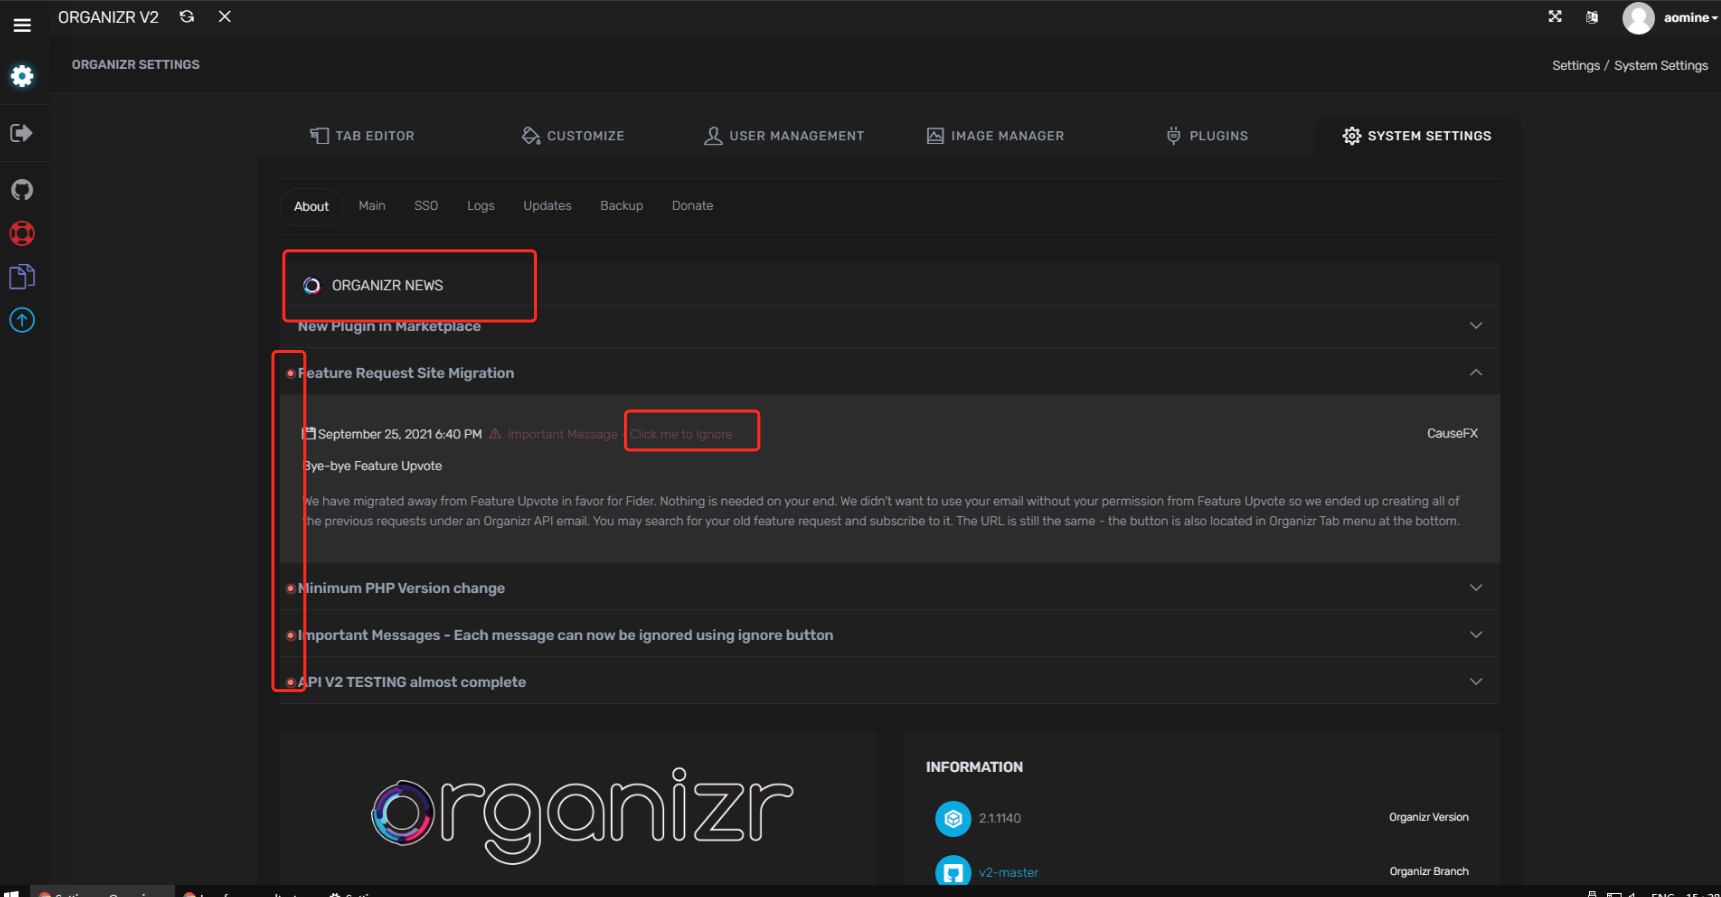 ORGANIZR V2
aomine
ORGANIZR SETTINGS
Settings / System Settings
TAB EDITOR
CUSTOMIZE
USER MANAGEMENT
IMAGE MANAGER
PLUGINS
SYSTEM SETTINGS
About
Main
SSO
Logs
Updates
Backup
Donate
ORGANIZR NEWS
New Plugin in Marketplace
Feature Request Site Migration
September 25, 2021 6:40 PM Important Message - Click me to Ignore
CauseFX
Bye-bye Feature Upvote
We have migrated away from Feature Upvote in favor for Fider. Nothing is needed on your end. We didn't want to use your email without your permission from Feature Upvote so we ended up creating all of
the previous requests under an Organizr API email. You may search for your old feature request and subscribe to it. The URL is still the same - the button is also located in Organizr Tab menu at the bottom.
Minimum PHP Version change
Important Messages - Each message can now be ignored using ignore button
API V2 TESTING almost complete
organizr
INFORMATION
2.1.1140
Organizr Version
v2-master
Organizr Branch